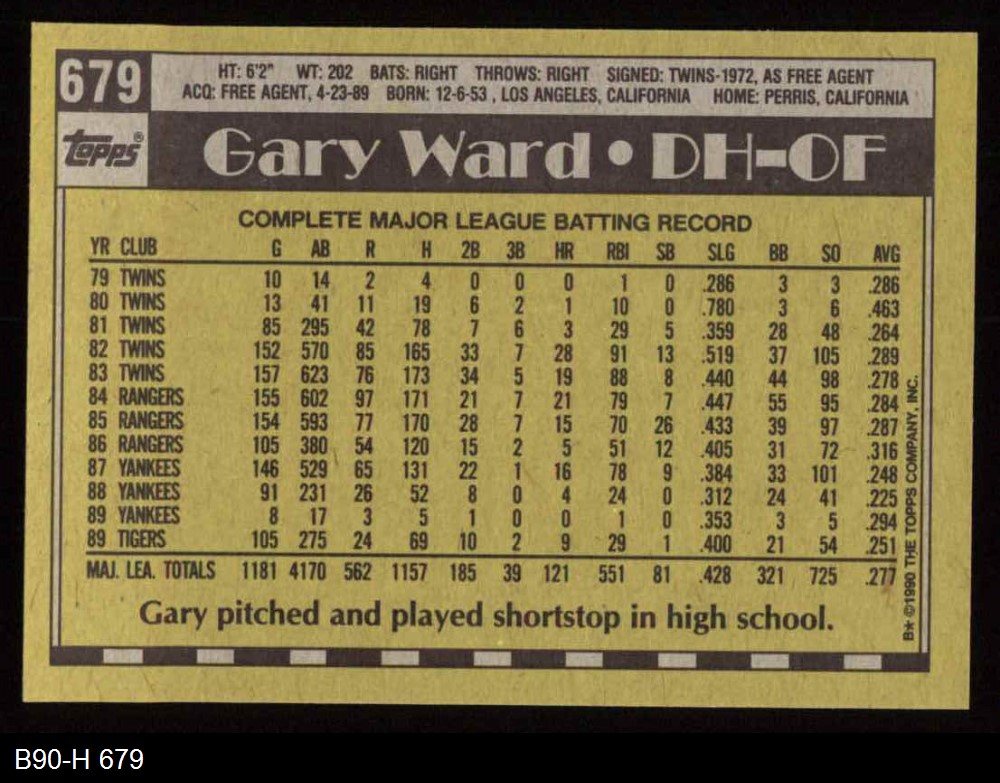 679
HT: 6'2" WT: 202 BATS: RIGHT THROWS: RIGHT SIGNED: TWINS-1972, AS FREE AGENT
ACQ: FREE AGENT, 4-23-89 BORN: 12-6-53 , LOS ANGELES, CALIFORNIA HOME: PERRIS, CALIFORNIA
Topps® Gary Ward • DH-OF
COMPLETE MAJOR LEAGUE BATTING RECORD
YR CLUB G AB R H 2B 3B HR RBI SB SLG BB SO AVG
79 TWINS 10 14 2 4 0 0 0 1 0 .286 3 3 .286
80 TWINS 13 41 11 19 6 2 1 10 0 .780 3 6 .463
81 TWINS 85 295 42 78 7 6 3 29 5 .359 28 48 .264
82 TWINS 152 570 85 165 33 7 28 91 13 .519 37 105 .289
83 TWINS 157 623 76 173 34 5 19 88 8 .440 44 98 .278
84 RANGERS 155 602 97 171 21 7 21 79 7 .447 55 95 .284
85 RANGERS 154 593 77 170 28 7 15 70 26 .433 39 97 .287
86 RANGERS 105 380 54 120 15 2 5 51 12 .405 31 72 .316
87 YANKEES 146 529 65 131 22 1 16 78 9 .384 33 101 .248
88 YANKEES 91 231 26 52 8 0 4 24 0 .312 24 41 .225
89 YANKEES 8 17 3 5 1 0 0 1 0 .353 3 5 .294
89 TIGERS 105 275 24 69 10 2 9 29 1 .400 21 54 .251
MAJ. LEA. TOTALS 1181 4170 562 1157 185 39 121 551 81 .428 321 725 .277
Gary pitched and played shortstop in high school.
B* ©1990 THE TOPPS COMPANY, INC.
B90-H 679